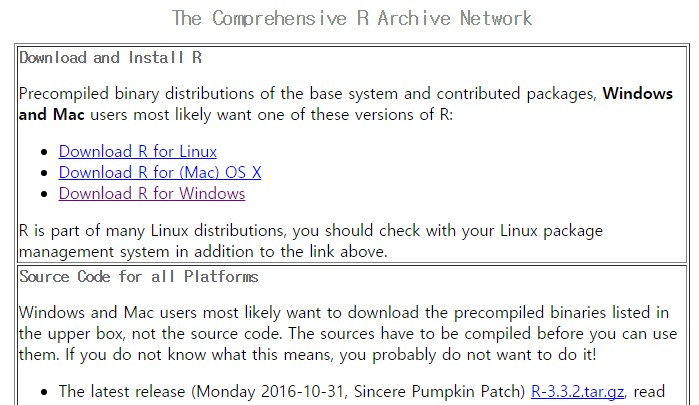 The Comprehensive R Archive Network
Download and Install R
Precompiled binary distributions of the base system and contributed packages, Windows
and Mac users most likely want one of these versions of R:
• Download R for Linux
• Download R for (Mac) OS X
• Download R for Windows
R is part of many Linux distributions, you should check with your Linux package
management system in addition to the link above.
Source Code for all Platforms
Windows and Mac users most likely want to download the precompiled binaries listed in
the upper box, not the source code. The sources have to be compiled before you can use
them. If you do not know what this means, you probably do not want to do it!
• The latest release (Monday 2016-10-31, Sincere Pumpkin Patch) R-3.3.2.tar.gz, read